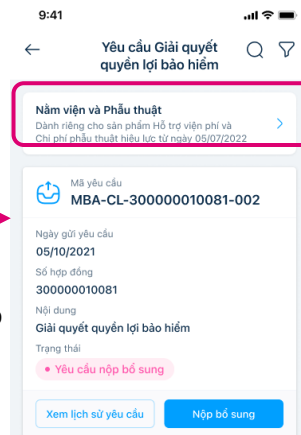 9:41
Yêu cầu Giải quyết
quyền lợi bảo hiểm
Nằm viện và Phẫu thuật
Dành riêng cho sản phẩm Hỗ trợ viện phí và
Chi phí phẫu thuật hiệu lực từ ngày 05/07/2022
Mã yêu cầu
MBA-CL-300000010081-002
Ngày gửi yêu cầu
05/10/2021
Số hợp đồng
300000010081
Nội dung
Giải quyết quyền lợi bảo hiểm
Trạng thái
• Yêu cầu nộp bổ sung
Xem lịch sử yêu cầu
Nộp bổ sung